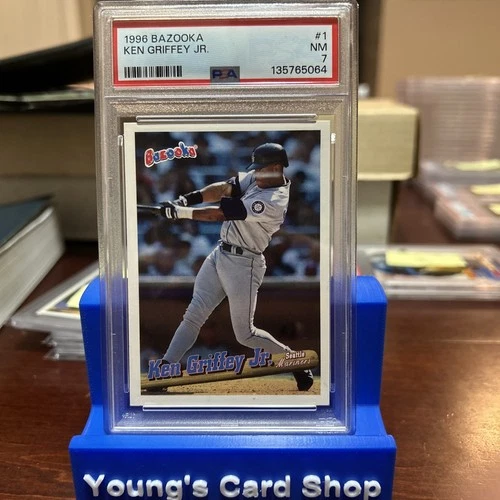 1996 BAZOOKA #1
KEN GRIFFEY JR. NM
7
PSA 135765064
Bazooka
Ken Griffey Jr.
Seattle
Mariners
Young's Card Shop